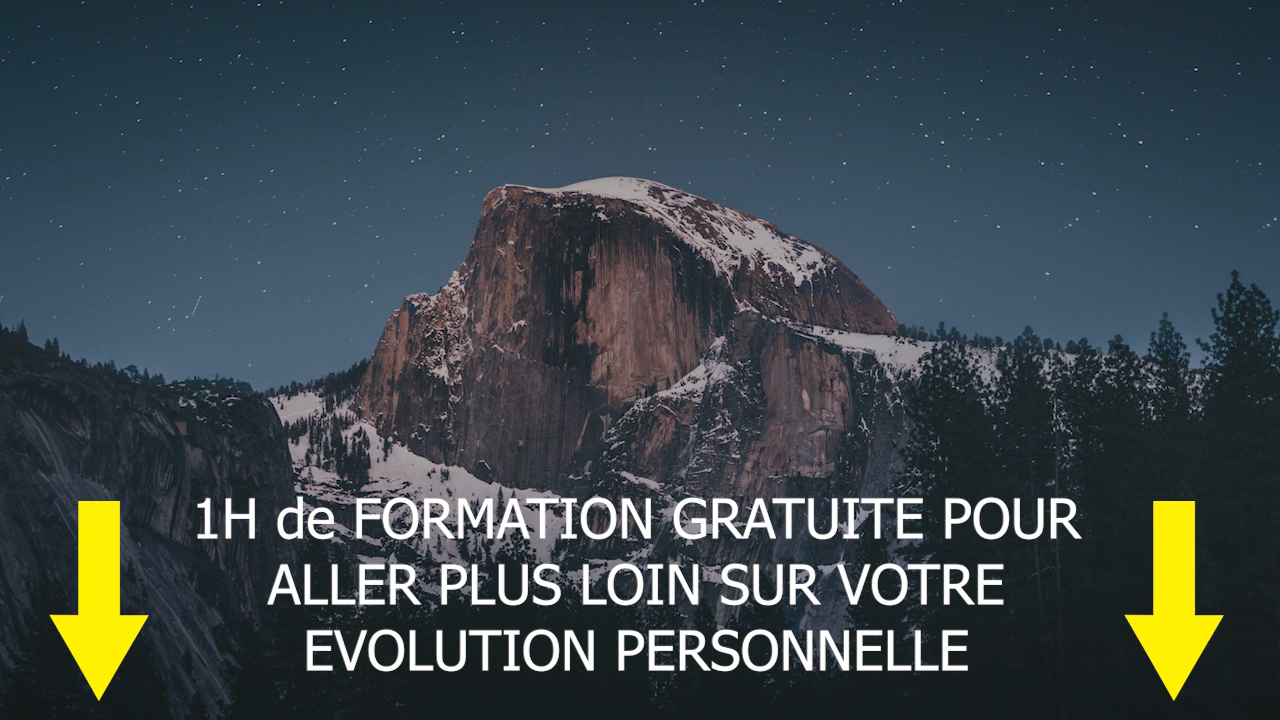 1H de FORMATION GRATUITE POUR
ALLER PLUS LOIN SUR VOTRE
EVOLUTION PERSONNELLE